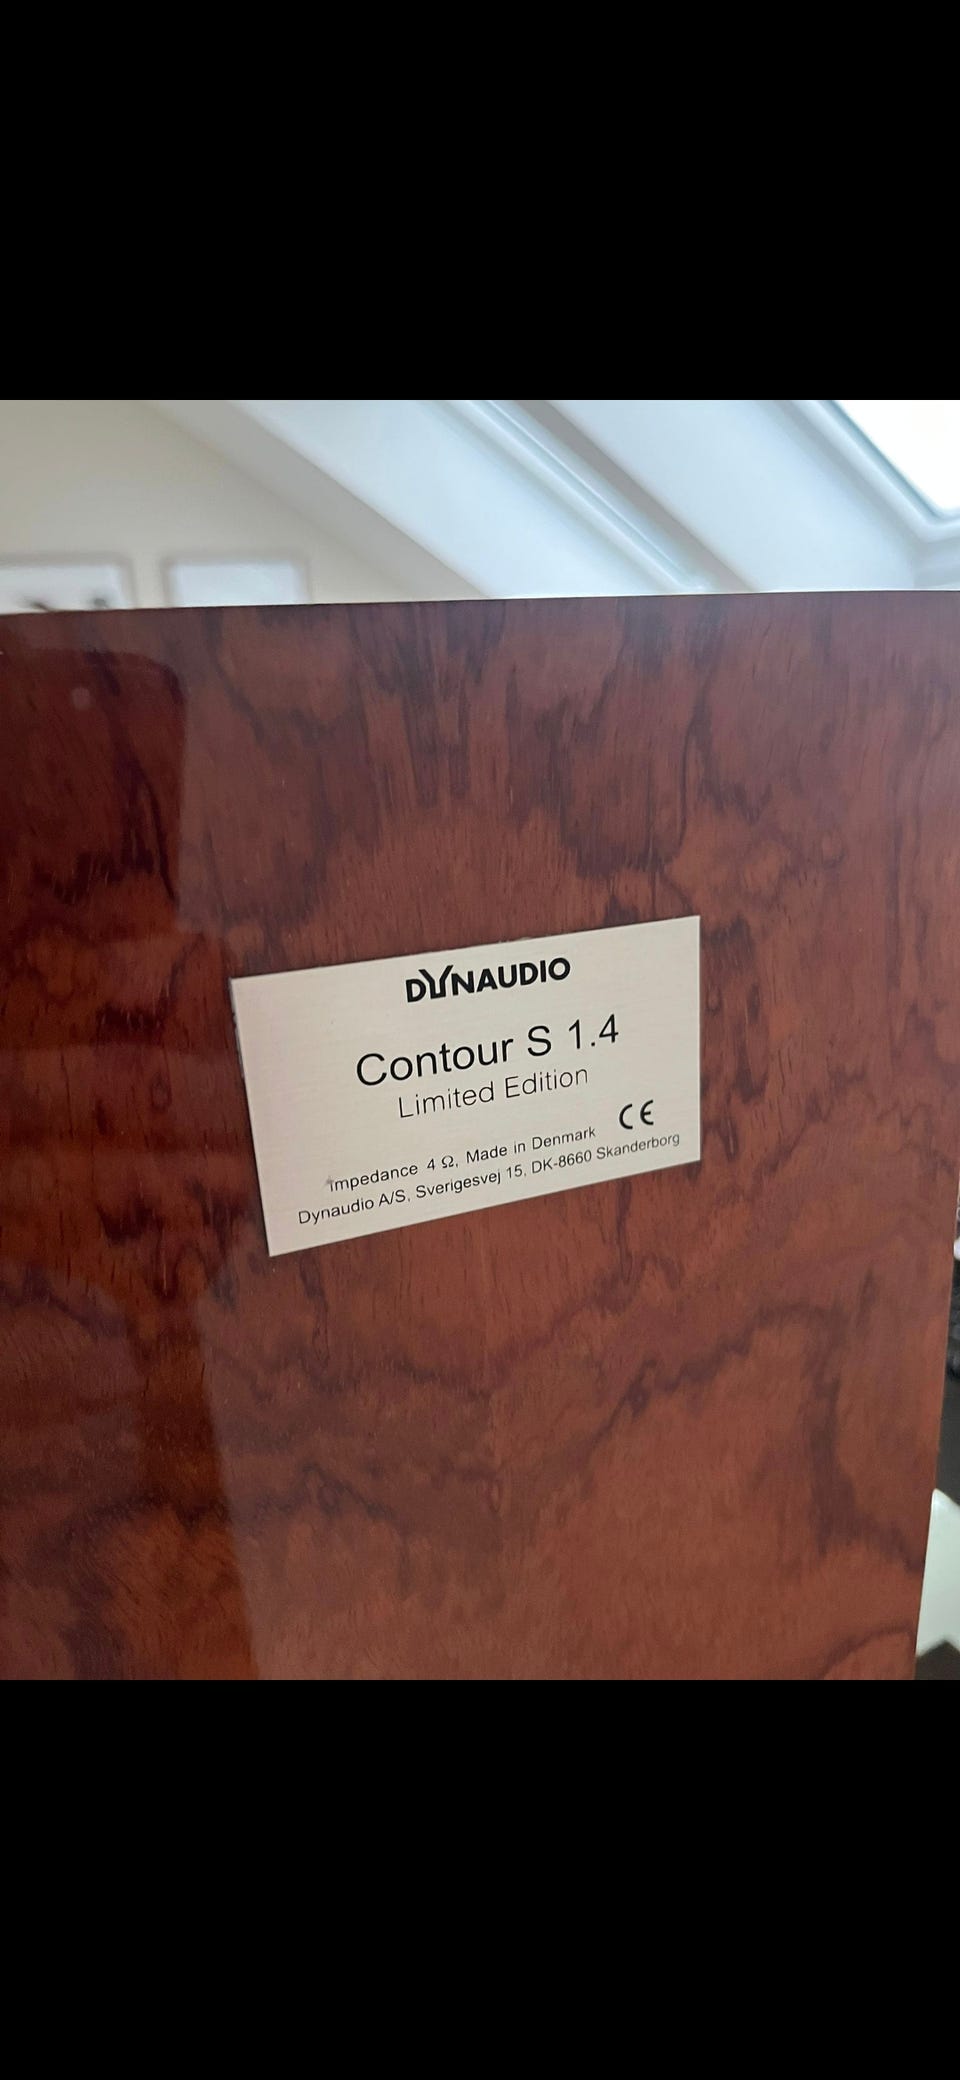 DYNAUDIO
Contour S 1.4
Limited Edition
CE
Impedance 4 Ω, Made in Denmark
Dynaudio A/S, Sverigesvej 15, DK-8660 Skanderborg